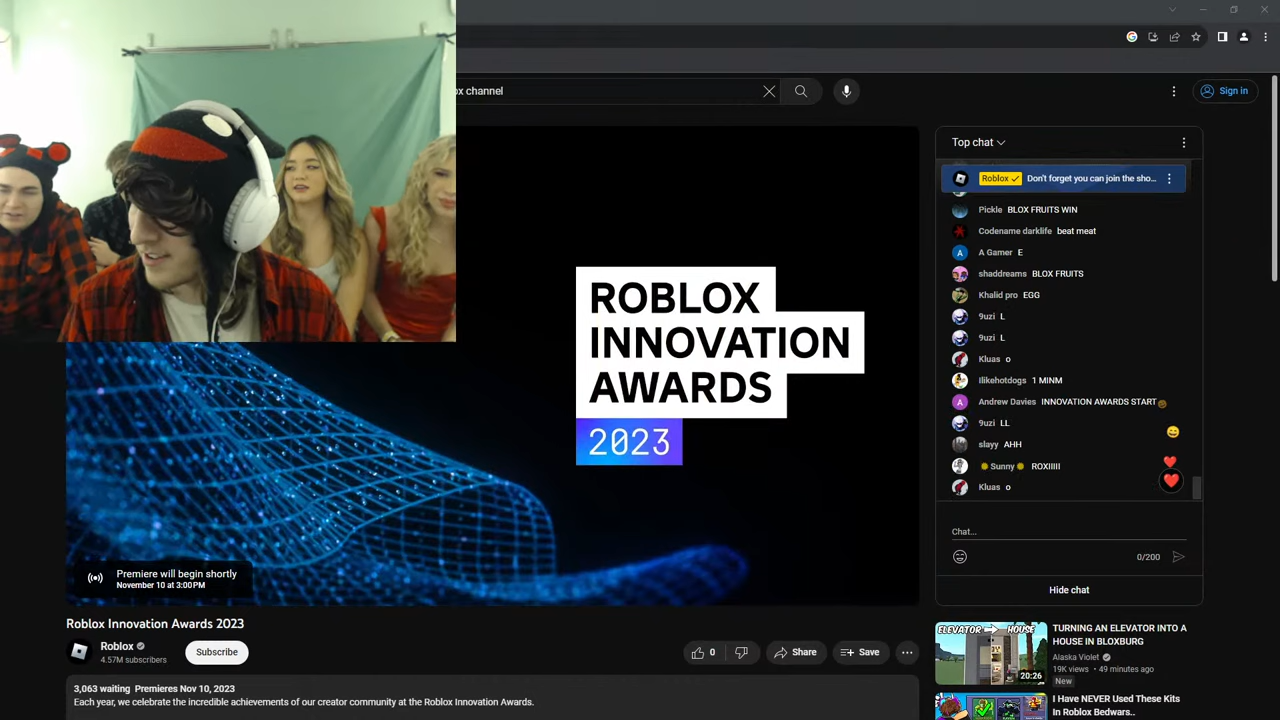 ox channel
Sign in
ROBLOX
INNOVATION
AWARDS
2023
Premiere will begin shortly
November 10 at 3:00 PM
Top chat
Roblox Don't forget you can join the sho...
Pickle BLOX FRUITS WIN
Codename darklife beat meat
A A Gamer E
shaddreams BLOX FRUITS
Khalid pro EGG
9uzi L
9uzi L
Kluas o
Ilikehotdogs 1 MINM
A Andrew Davies INNOVATION AWARDS START
9uzi LL
slayy AHH
Sunny ROXIIIII
Kluas o
Chat...
0/200
Hide chat
Roblox Innovation Awards 2023
Roblox
4.57M subscribers
Subscribe
0
Share
Save
3,063 waiting Premieres Nov 10, 2023
Each year, we celebrate the incredible achievements of our creator community at the Roblox Innovation Awards.
ELEVATOR HOUSE
20:26
TURNING AN ELEVATOR INTO A
HOUSE IN BLOXBURG
Alaska Violet
19K views • 49 minutes ago
New
I Have NEVER Used These Kits
In Roblox Bedwars..